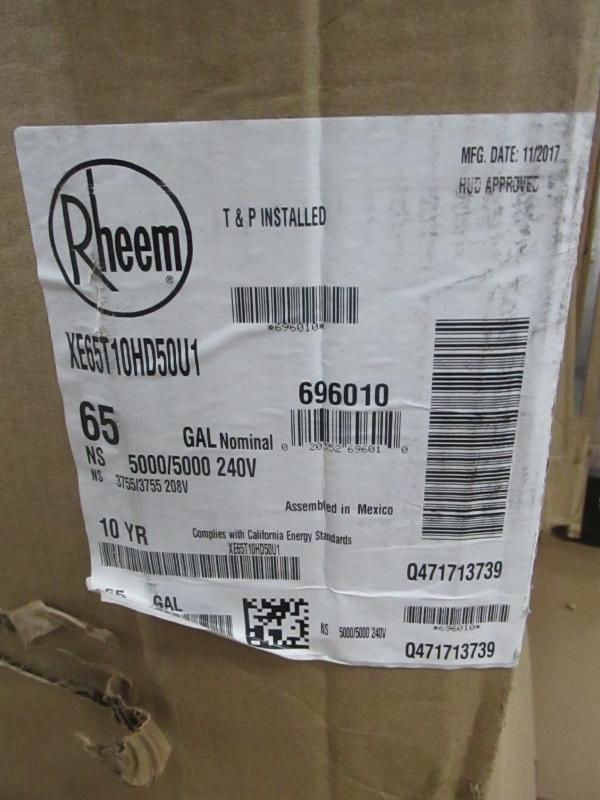 MFG. DATE: 11/2017
HUD APPROVED
Rheem®
T & P INSTALLED
*696010*
XE65T10HD50U1
696010
65 GAL Nominal
0 20352 69601 0
NS 5000/5000 240V
NS 3755/3755 208V
Assembled in Mexico
10 YR
Complies with California Energy Standards
XE65T10HD50U1
Q471713739
65 GAL
NS 5000/5000 240V
*696010*
Q471713739